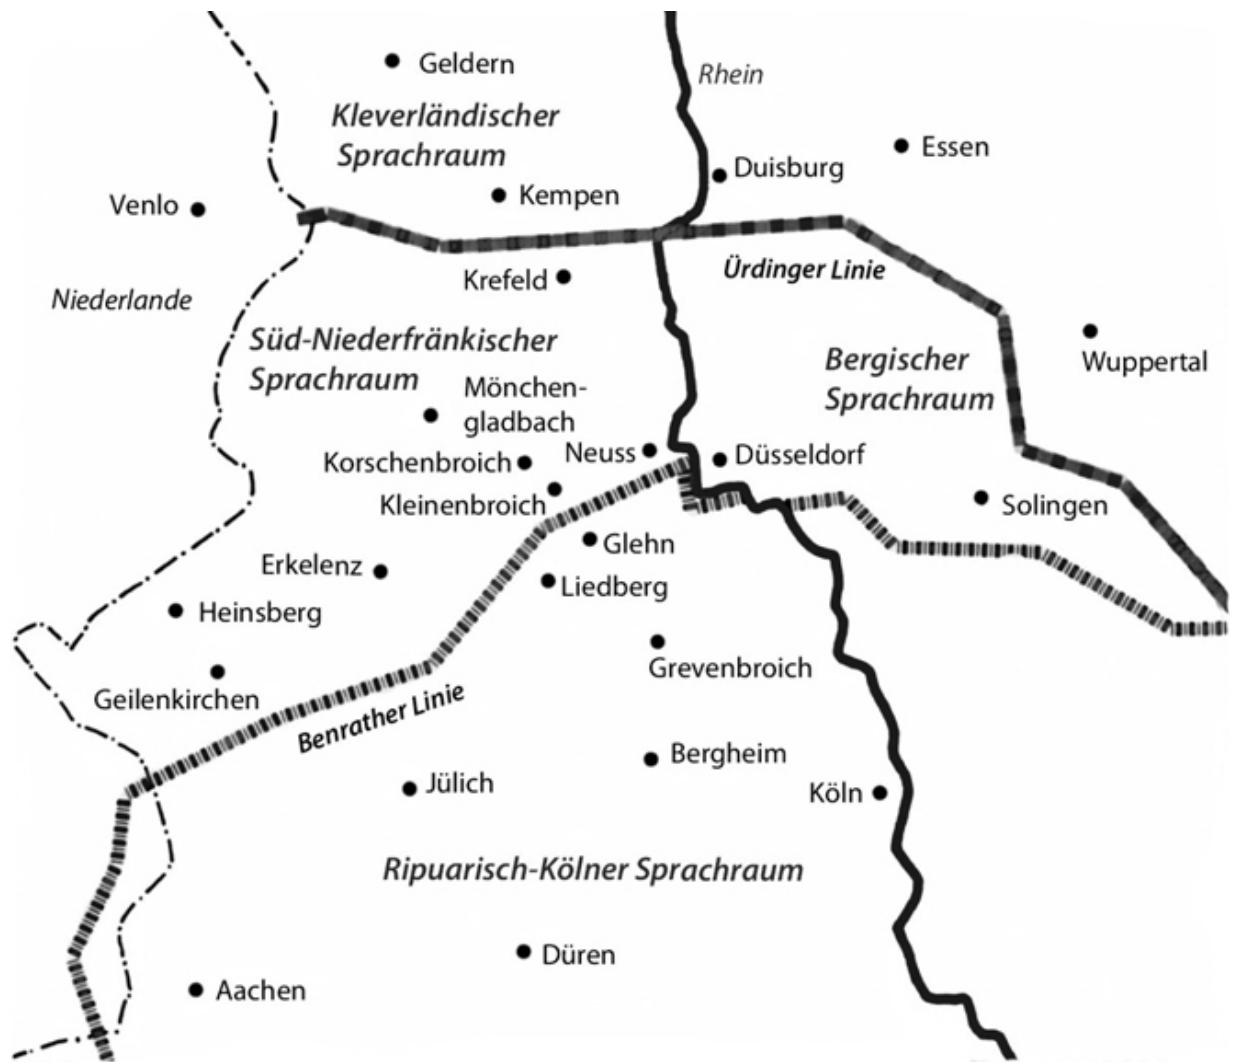 Geldern
Rhein
Kleverländischer
Sprachraum
Essen
Duisburg
Venlo
Kempen
Krefeld
Ürdinger Linie
Niederlande
Süd-Niederfränkischer
Sprachraum
Bergischer
Sprachraum
Wuppertal
Mönchen-
gladbach
Korschenbroich
Neuss
Düsseldorf
Kleinenbroich
Solingen
Glehn
Erkelenz
Liedberg
Heinsberg
Grevenbroich
Geilenkirchen
Benrather Linie
Bergheim
Jülich
Köln
Ripuarisch-Kölner Sprachraum
Düren
Aachen